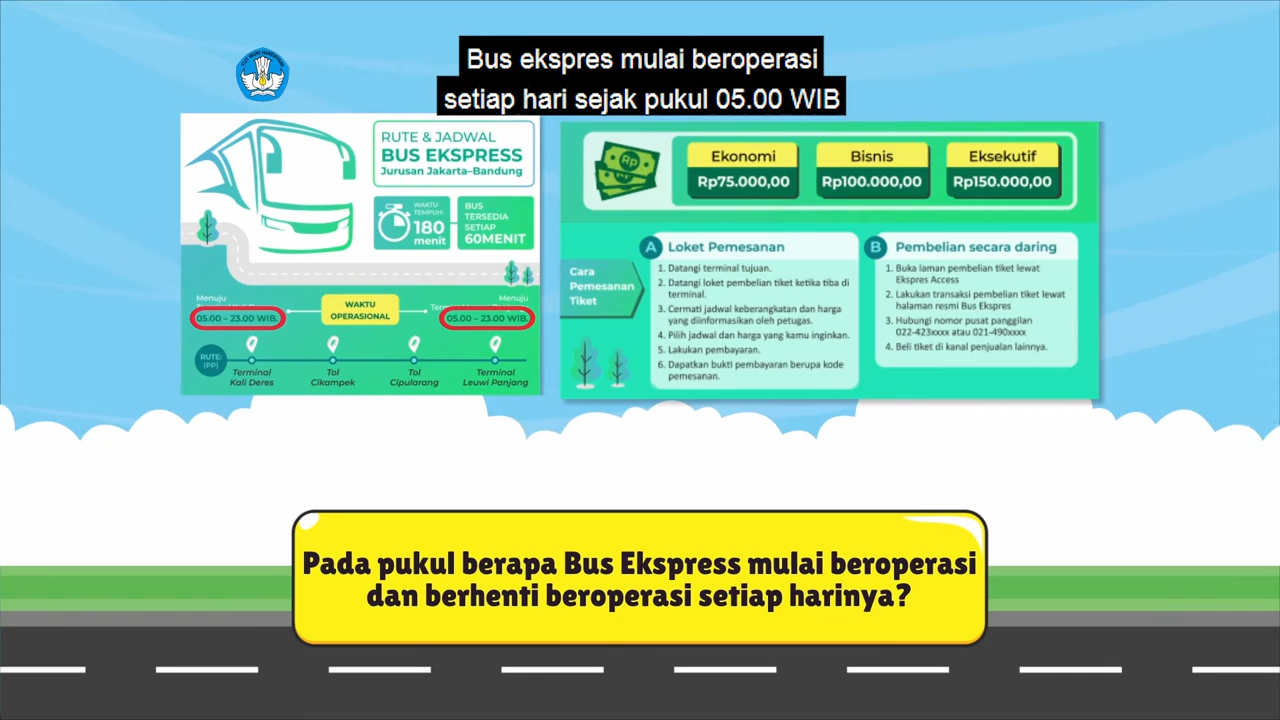 Bus ekspres mulai beroperasi
setiap hari sejak pukul 05.00 WIB
TUT WURI HANDAYANI
RUTE & JADWAL
BUS EKSPRESS
Jurusan Jakarta–Bandung
WAKTU
TEMPUH:
180
menit
BUS
TERSEDIA
SETIAP
60MENIT
Menuju
05.00 – 23.00 WIB.
WAKTU
OPERASIONAL
Menuju
05.00 – 23.00 WIB.
RUTE:
(PP)
Terminal
Kali Deres
Tol
Cikampek
Tol
Cipularang
Terminal
Leuwi Panjang
Rp
Ekonomi
Rp75.000,00
Bisnis
Rp100.000,00
Eksekutif
Rp150.000,00
Cara
Pemesanan
Tiket
A Loket Pemesanan
1. Datangi terminal tujuan.
2. Datangi loket pembelian tiket ketika tiba di
terminal.
3. Cermati jadwal keberangkatan dan harga
yang diinformasikan oleh petugas.
4. Pilih jadwal dan harga yang kamu inginkan.
5. Lakukan pembayaran.
6. Dapatkan bukti pembayaran berupa kode
pemesanan.
B Pembelian secara daring
1. Buka laman pembelian tiket lewat
Ekspres Access
2. Lakukan transaksi pembelian tiket lewat
halaman resmi Bus Ekspres
3. Hubungi nomor pusat panggilan
022-423xxxx atau 021-490xxxx
4. Beli tiket di kanal penjualan lainnya.
Pada pukul berapa Bus Ekspress mulai beroperasi
dan berhenti beroperasi setiap harinya?